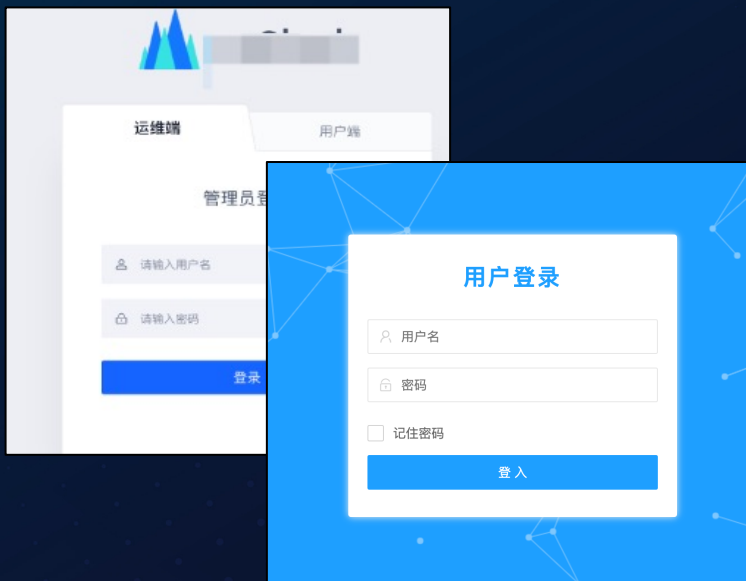 运维端
用户端
管理员登
请输入用户名
请输入密码
登录
用户登录
用户名
密码
记住密码
登 入